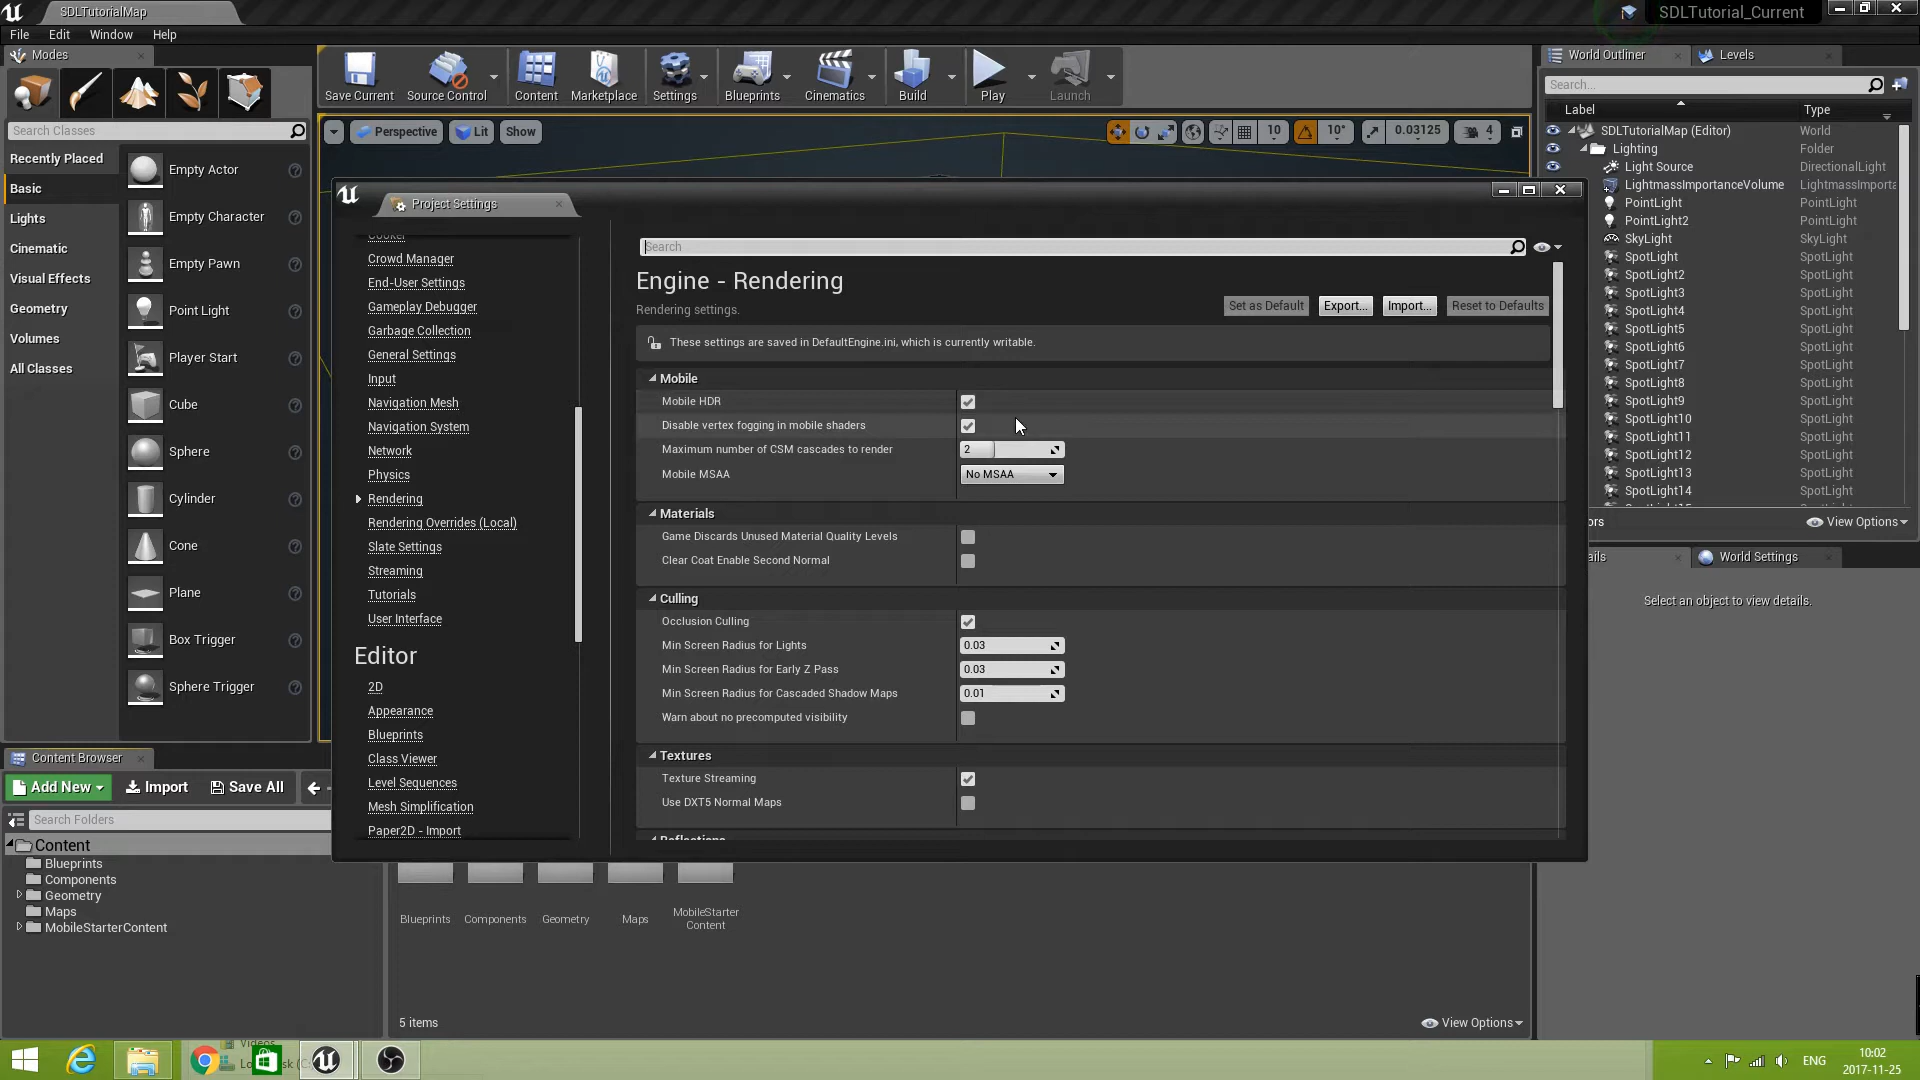 SDLTutorialMap
SDLTutorial_Current
File Edit Window Help
Modes
Search Classes
Recently Placed
Basic
Lights
Cinematic
Visual Effects
Geometry
Volumes
All Classes
Empty Actor
Empty Character
Empty Pawn
Point Light
Player Start
Cube
Sphere
Cylinder
Cone
Plane
Box Trigger
Sphere Trigger
Save Current
Source Control
Content
Marketplace
Settings
Blueprints
Cinematics
Build
Play
Launch
Perspective
Lit
Show
10
10°
0.03125
4
World Outliner
Levels
Search...
Label Type
SDLTutorialMap (Editor) World
Lighting Folder
Light Source DirectionalLight
LightmassImportanceVolume LightmassImporta
PointLight PointLight
PointLight2 PointLight
SkyLight SkyLight
SpotLight SpotLight
SpotLight2 SpotLight
SpotLight3 SpotLight
SpotLight4 SpotLight
SpotLight5 SpotLight
SpotLight6 SpotLight
SpotLight7 SpotLight
SpotLight8 SpotLight
SpotLight9 SpotLight
SpotLight10 SpotLight
SpotLight11 SpotLight
SpotLight12 SpotLight
SpotLight13 SpotLight
SpotLight14 SpotLight
ors
View Options
ails
World Settings
Select an object to view details.
Project Settings
Cooker
Crowd Manager
End-User Settings
Gameplay Debugger
Garbage Collection
General Settings
Input
Navigation Mesh
Navigation System
Network
Physics
Rendering
Rendering Overrides (Local)
Slate Settings
Streaming
Tutorials
User Interface
Editor
2D
Appearance
Blueprints
Class Viewer
Level Sequences
Mesh Simplification
Paper2D - Import
Search
Engine - Rendering
Rendering settings.
Set as Default
Export...
Import...
Reset to Defaults
These settings are saved in DefaultEngine.ini, which is currently writable.
Mobile
Mobile HDR
Disable vertex fogging in mobile shaders
Maximum number of CSM cascades to render 2
Mobile MSAA No MSAA
Materials
Game Discards Unused Material Quality Levels
Clear Coat Enable Second Normal
Culling
Occlusion Culling
Min Screen Radius for Lights 0.03
Min Screen Radius for Early Z Pass 0.03
Min Screen Radius for Cascaded Shadow Maps 0.01
Warn about no precomputed visibility
Textures
Texture Streaming
Use DXT5 Normal Maps
Reflections
Content Browser
Add New
Import
Save All
Search Folders
Content
Blueprints
Components
Geometry
Maps
MobileStarterContent
Blueprints
Components
Geometry
Maps
MobileStarter
Content
5 items
View Options
Videos
ENG
10:02
2017-11-25